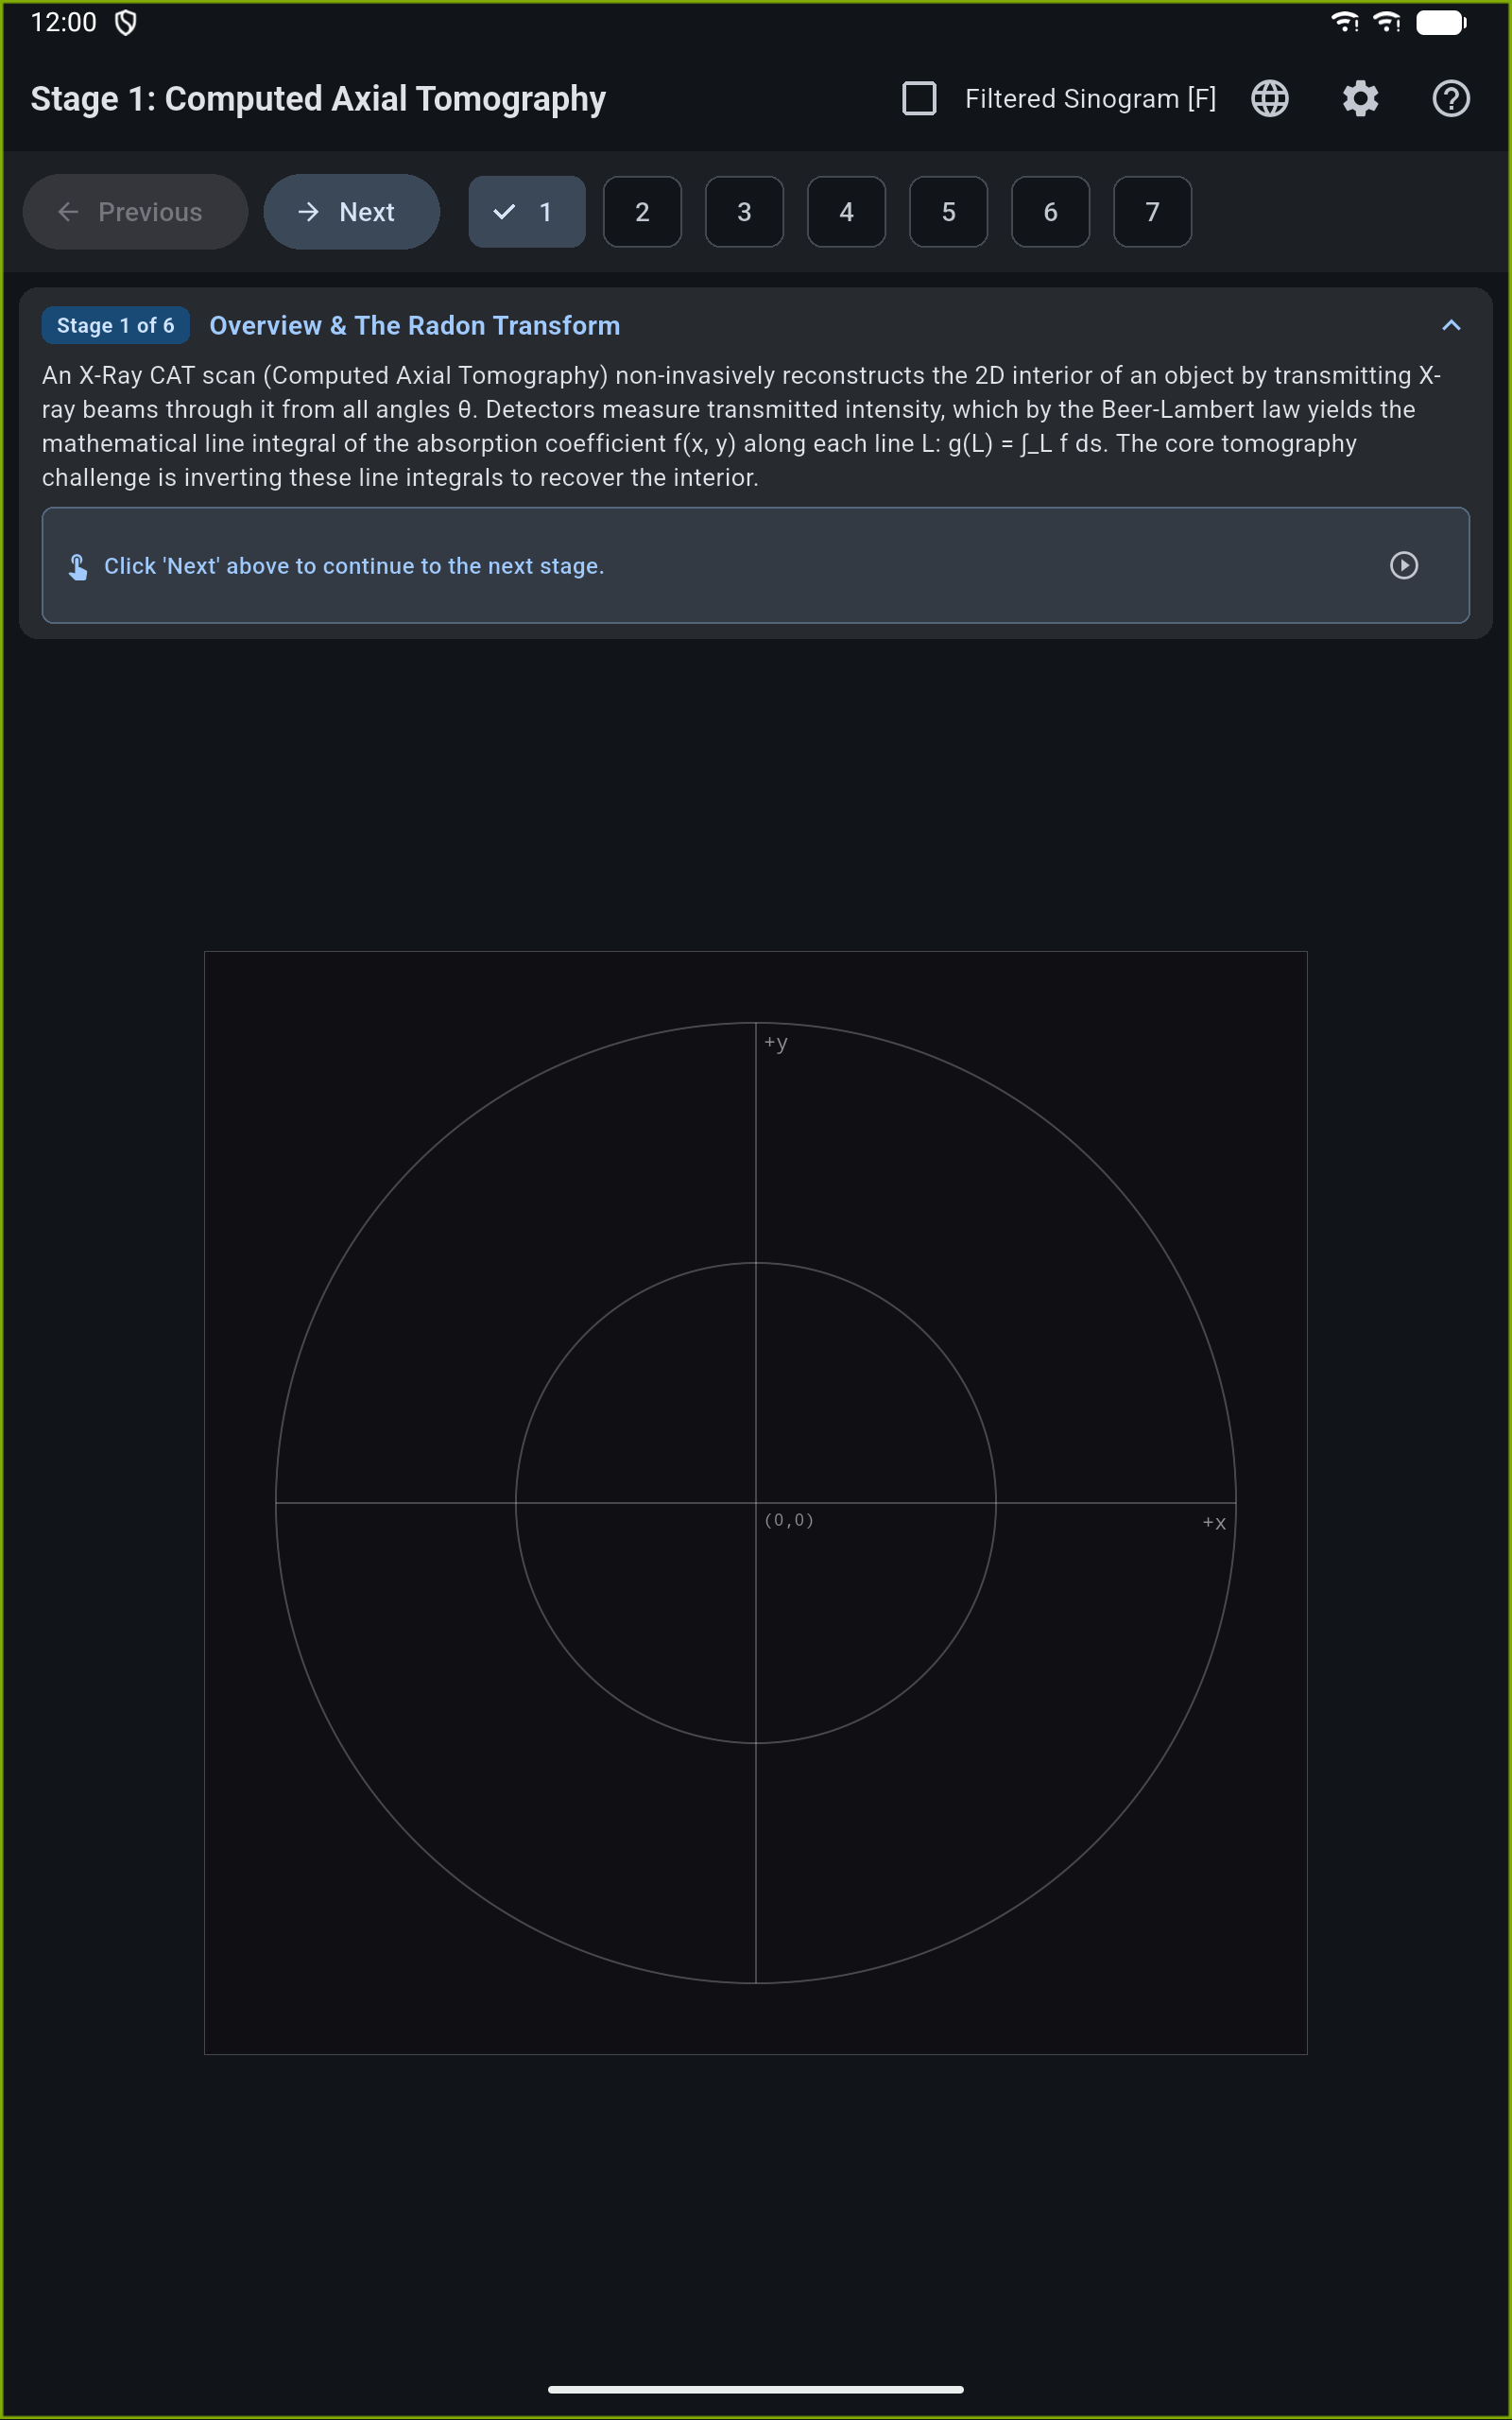 12:00
Stage 1: Computed Axial Tomography
Filtered Sinogram [F]
Previous
Next
1
2
3
4
5
6
7
Stage 1 of 6
Overview & The Radon Transform
An X-Ray CAT scan (Computed Axial Tomography) non-invasively reconstructs the 2D interior of an object by transmitting X-
ray beams through it from all angles θ. Detectors measure transmitted intensity, which by the Beer-Lambert law yields the
mathematical line integral of the absorption coefficient f(x, y) along each line L: g(L) = ∫_L f ds. The core tomography
challenge is inverting these line integrals to recover the interior.
Click 'Next' above to continue to the next stage.
+y
(0,0)
+x